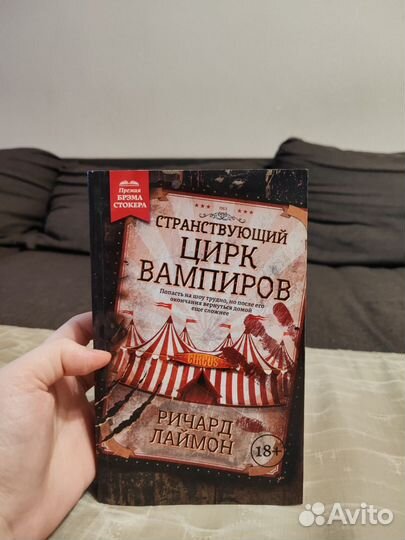 Премия
БРЭМА
СТОКЕРА
СТРАНСТВУЮЩИЙ
ЦИРК
ВАМПИРОВ
Попасть на шоу трудно, но после его
окончания вернуться домой
еще сложнее
CIRCUS
РИЧАРД
ЛАЙМОН
18+
Avito